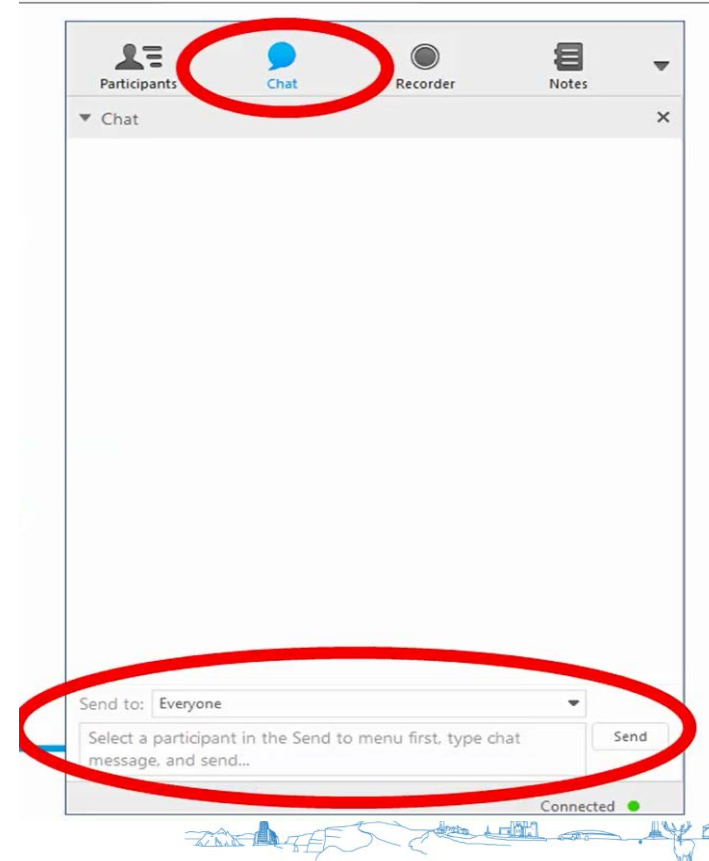 Participants Chat Recorder Notes
Chat
Send to: Everyone
Select a participant in the Send to menu first, type chat
message, and send...
Send
Connected